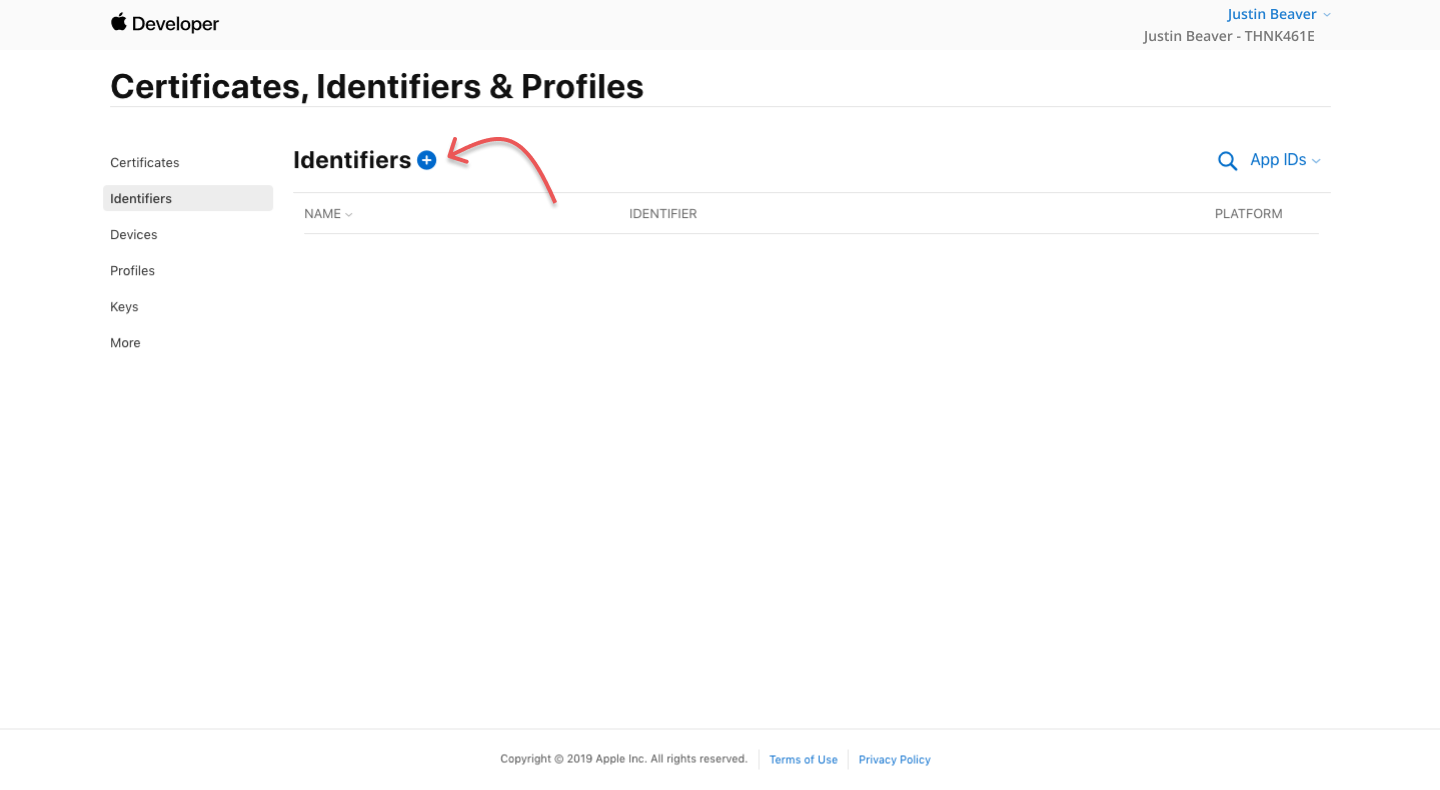 Developer
Justin Beaver
Justin Beaver - THNK461E
Certificates, Identifiers & Profiles
Certificates
Identifiers
Devices
Profiles
Keys
More
Identifiers
App IDs
NAME
IDENTIFIER
PLATFORM
Copyright © 2019 Apple Inc. All rights reserved.
Terms of Use
Privacy Policy